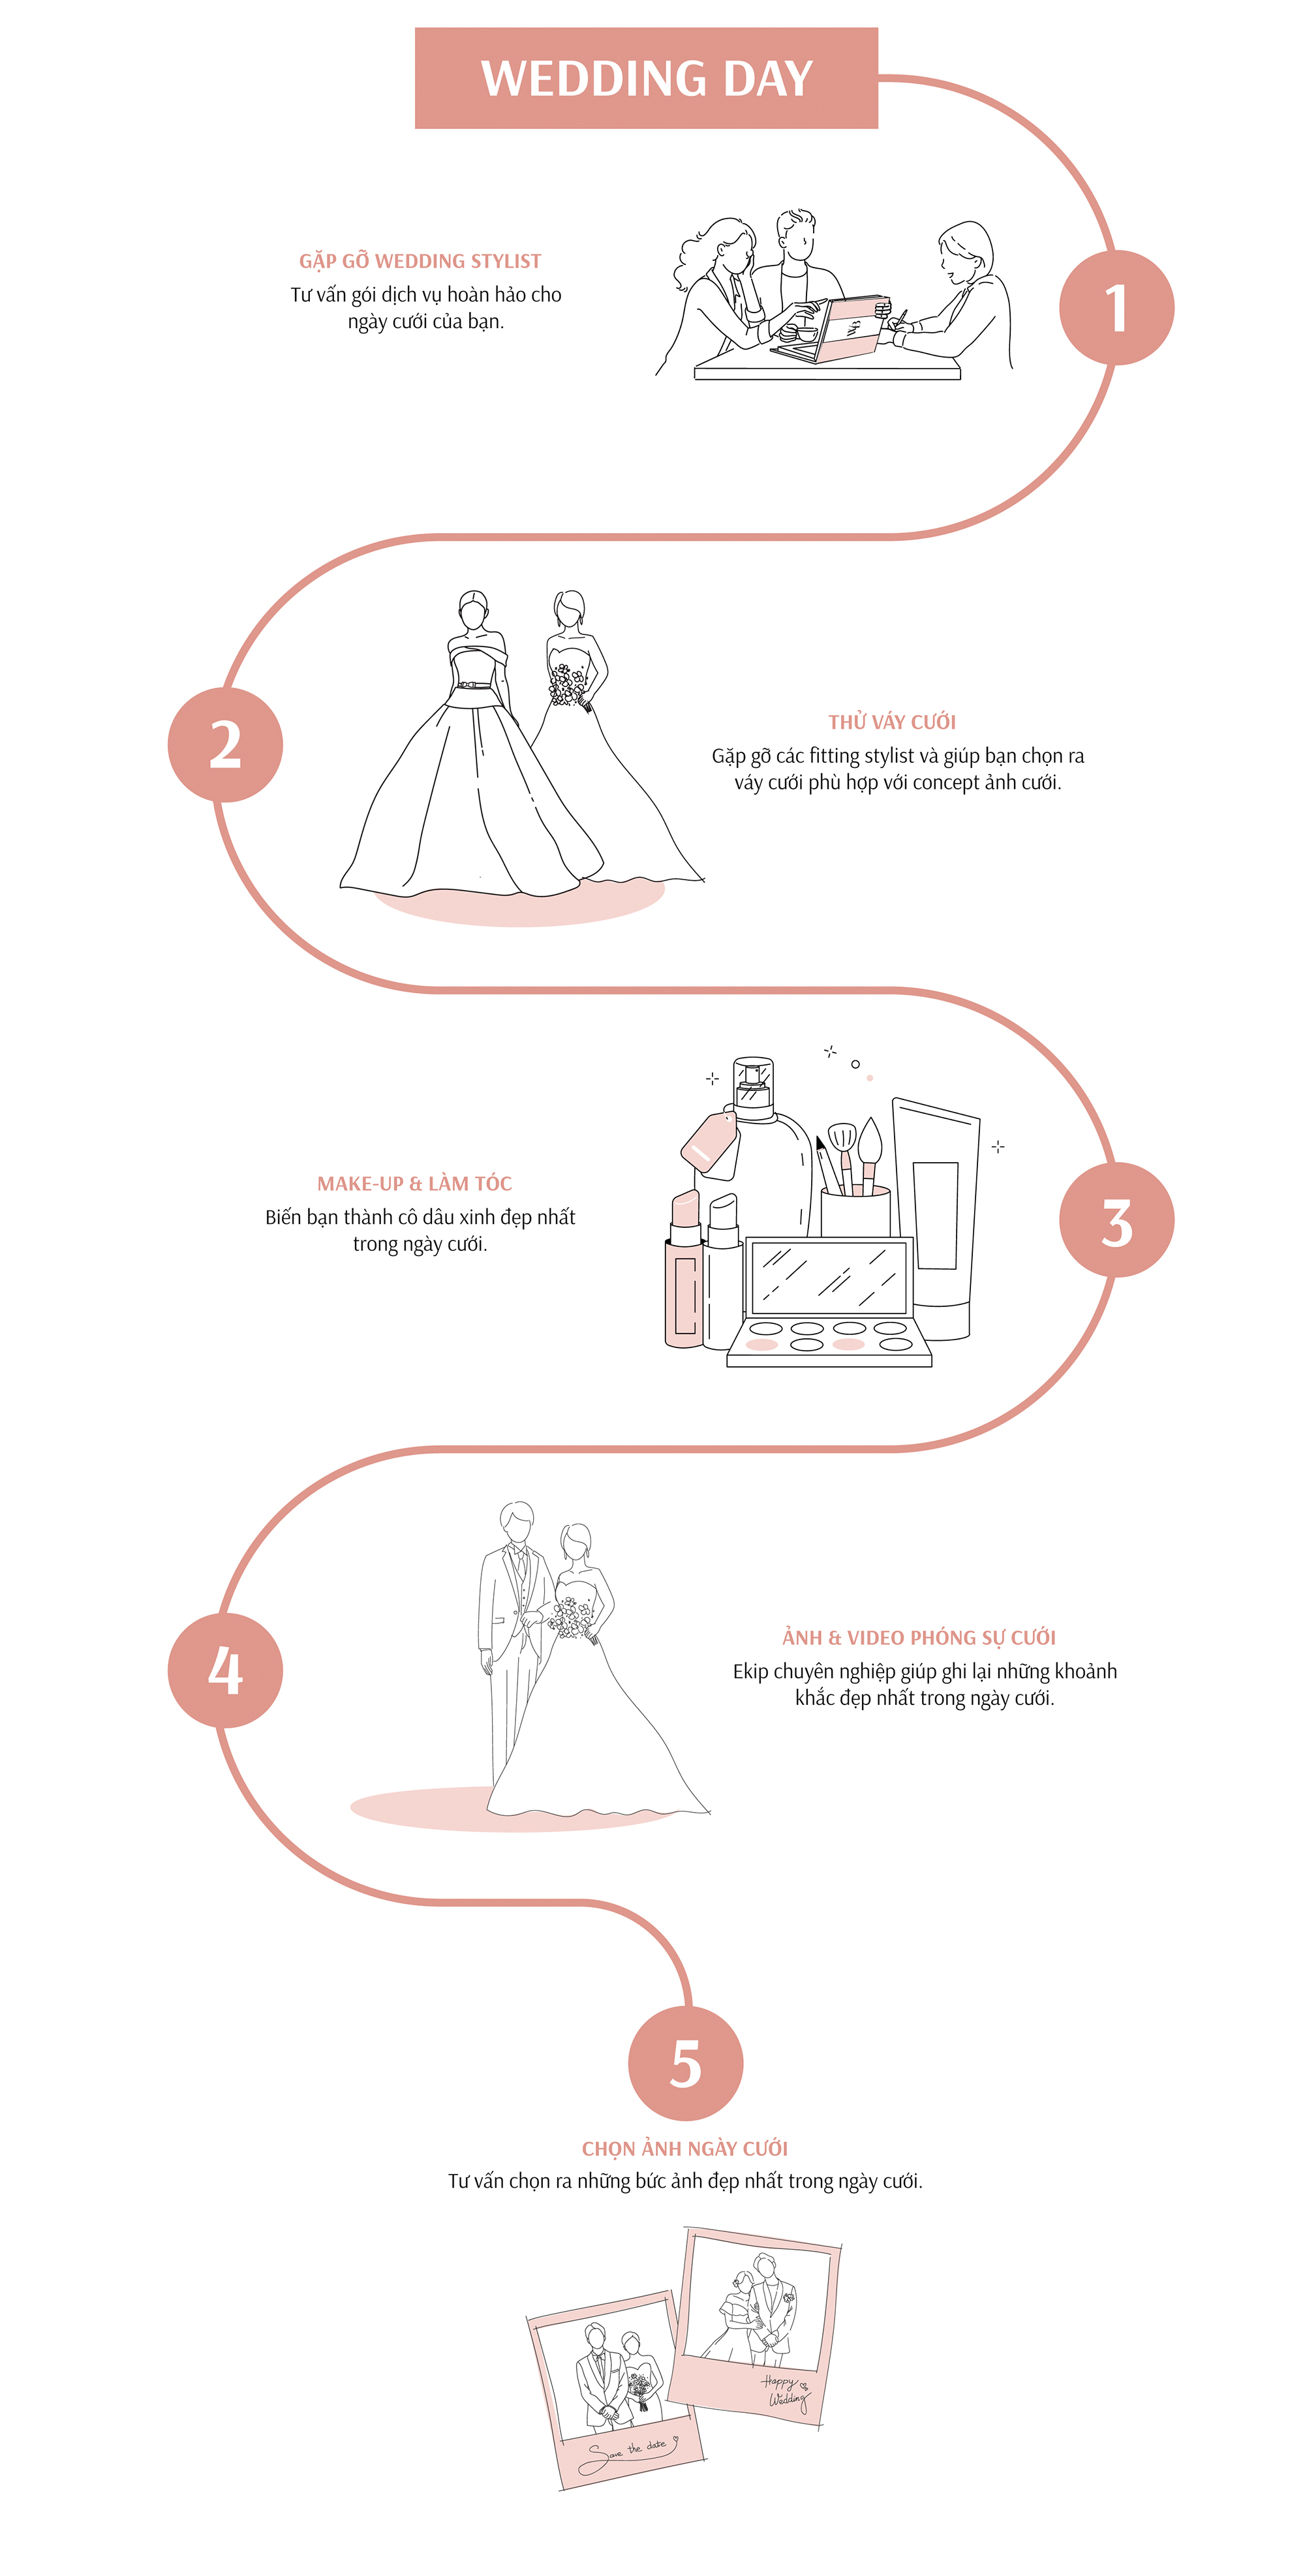 WEDDING DAY
1
GẶP GỠ WEDDING STYLIST
Tư vấn gói dịch vụ hoàn hảo cho
ngày cưới của bạn.
WB
2
THỬ VÁY CƯỚI
Gặp gỡ các fitting stylist và giúp bạn chọn ra
váy cưới phù hợp với concept ảnh cưới.
3
MAKE-UP & LÀM TÓC
Biến bạn thành cô dâu xinh đẹp nhất
trong ngày cưới.
4
ẢNH & VIDEO PHÓNG SỰ CƯỚI
Ekip chuyên nghiệp giúp ghi lại những khoảnh
khắc đẹp nhất trong ngày cưới.
5
CHỌN ẢNH NGÀY CƯỚI
Tư vấn chọn ra những bức ảnh đẹp nhất trong ngày cưới.
Happy
Wedding
Save the date